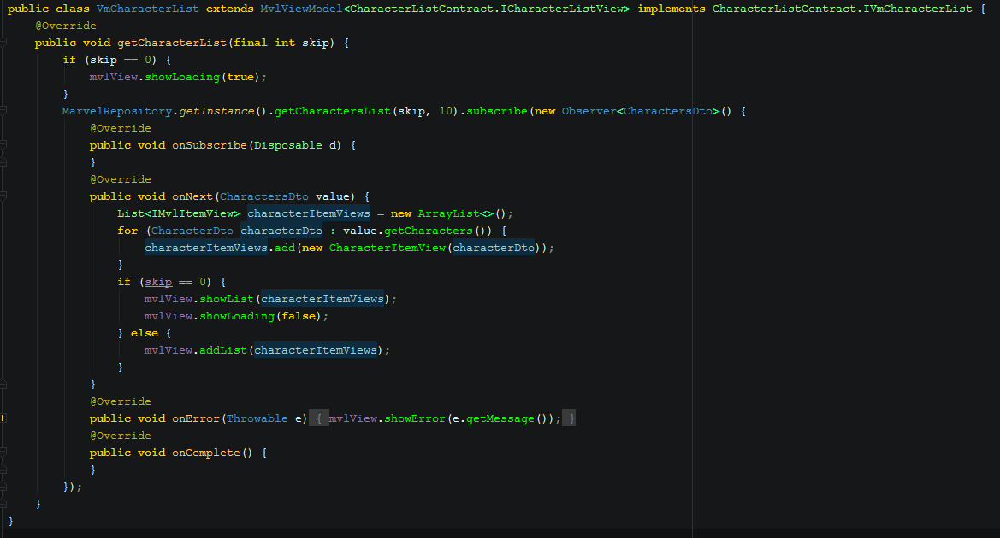 public class VmCharacterList extends MvlViewModel<CharacterListContract.ICharacterListView> implements CharacterListContract.IVmCharacterList {
    @Override
    public void getCharacterList(final int skip) {
        if (skip == 0) {
            mvlView.showLoading(true);
        }
        MarvelRepository.getInstance().getCharactersList(skip, 10).subscribe(new Observer<CharactersDto>() {
            @Override
            public void onSubscribe(Disposable d) {
            }
            @Override
            public void onNext(CharactersDto value) {
                List<IMvlItemView> characterItemViews = new ArrayList<>();
                for (CharacterDto characterDto : value.getCharacters()) {
                    characterItemViews.add(new CharacterItemView(characterDto));
                }
                if (skip == 0) {
                    mvlView.showList(characterItemViews);
                    mvlView.showLoading(false);
                } else {
                    mvlView.addList(characterItemViews);
                }
            }
            @Override
            public void onError(Throwable e) { mvlView.showError(e.getMessage()); }
            @Override
            public void onComplete() {
            }
        });
    }
}